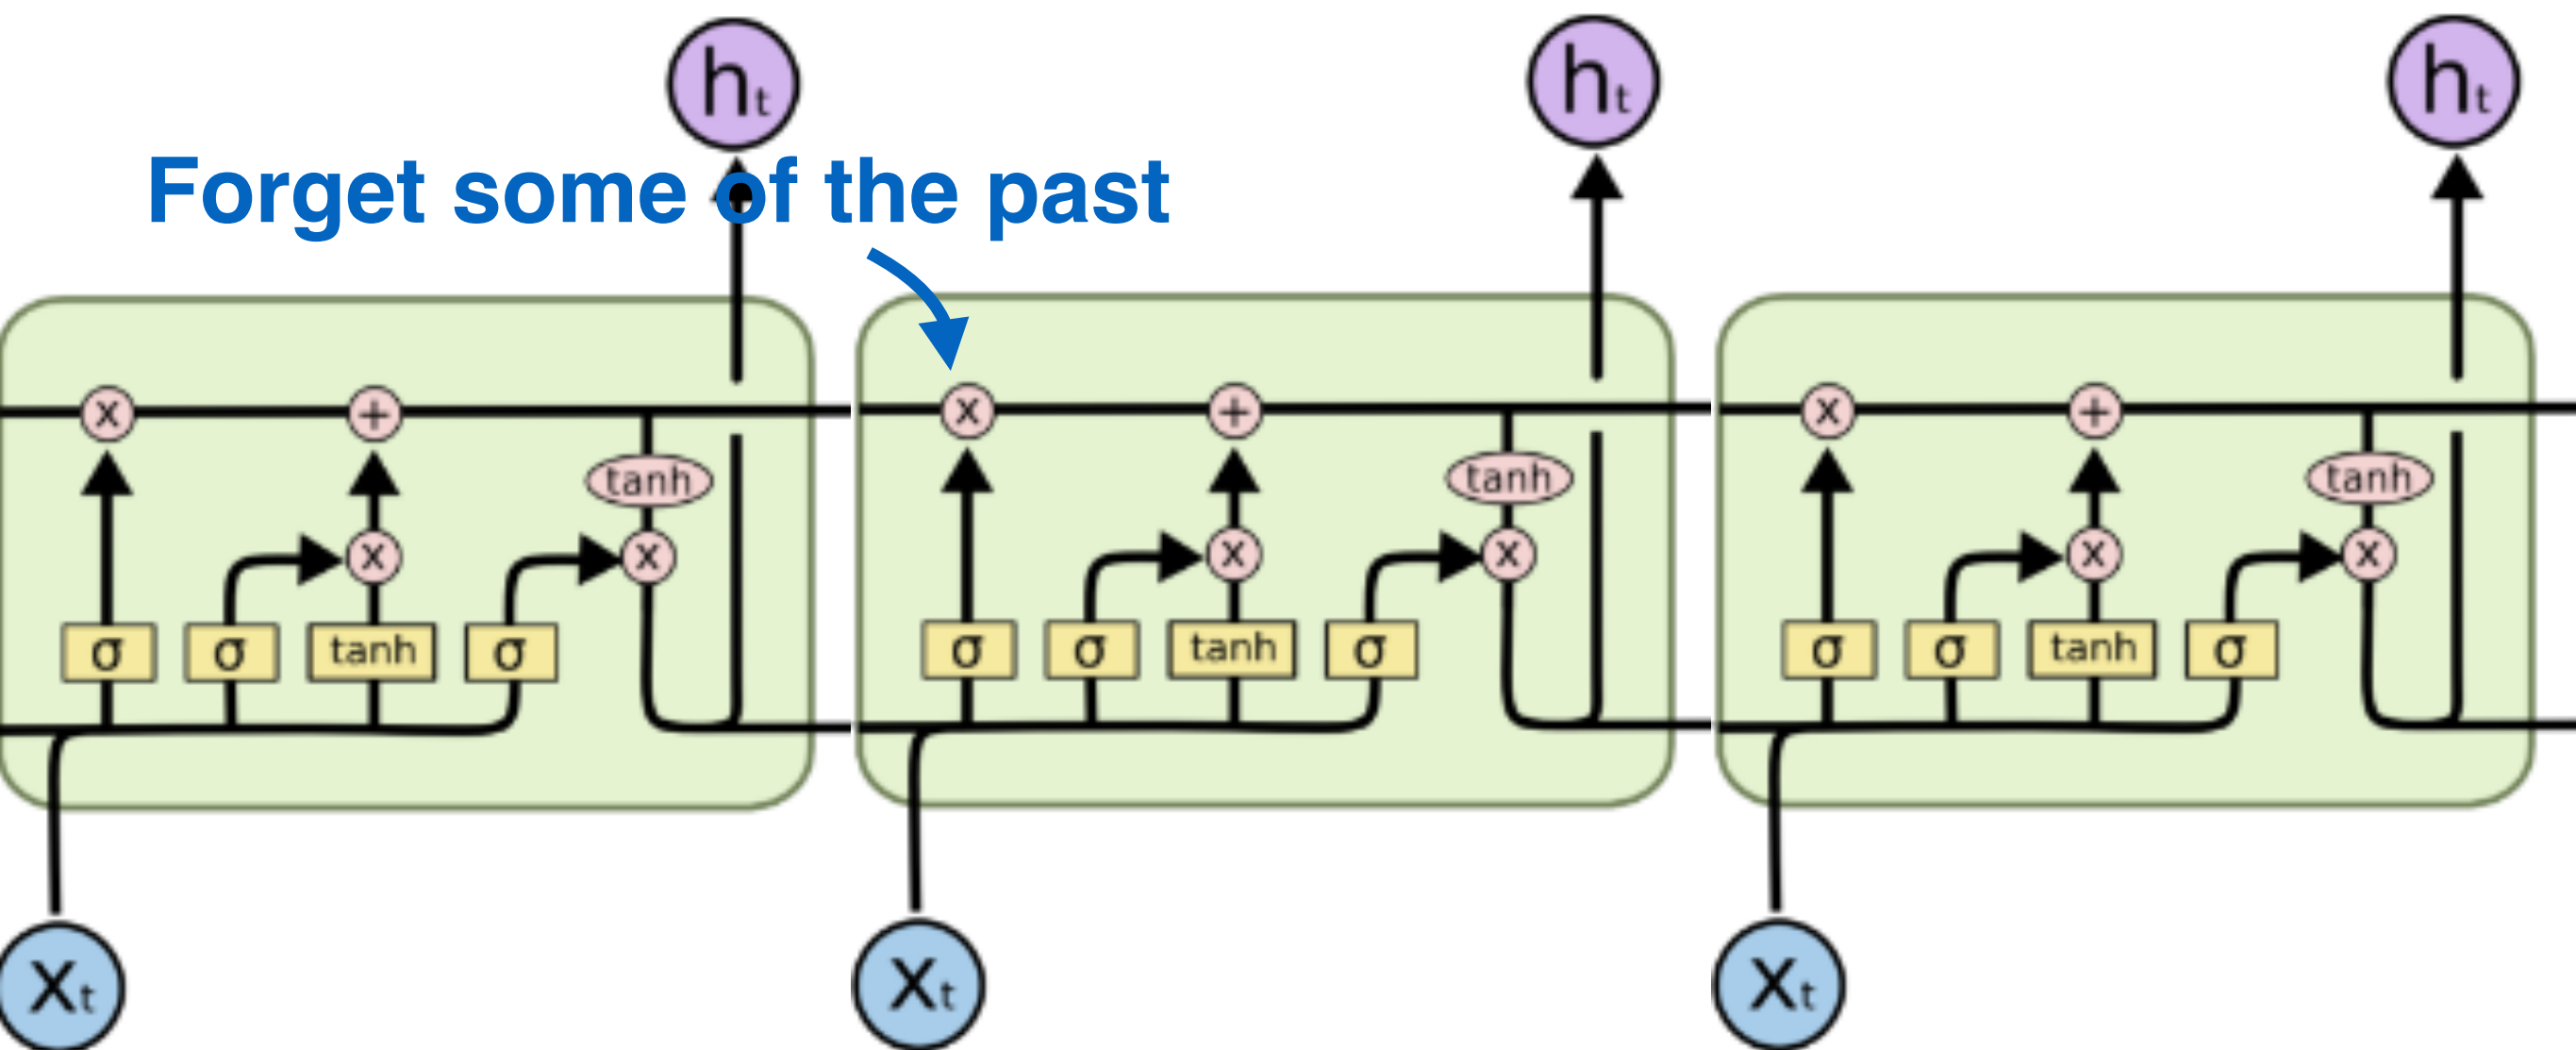 ht ht ht
Forget some of the past
x + x + x +
tanh tanh tanh
x x x x x x
σ σ tanh σ σ σ tanh σ σ σ tanh σ
xt xt xt